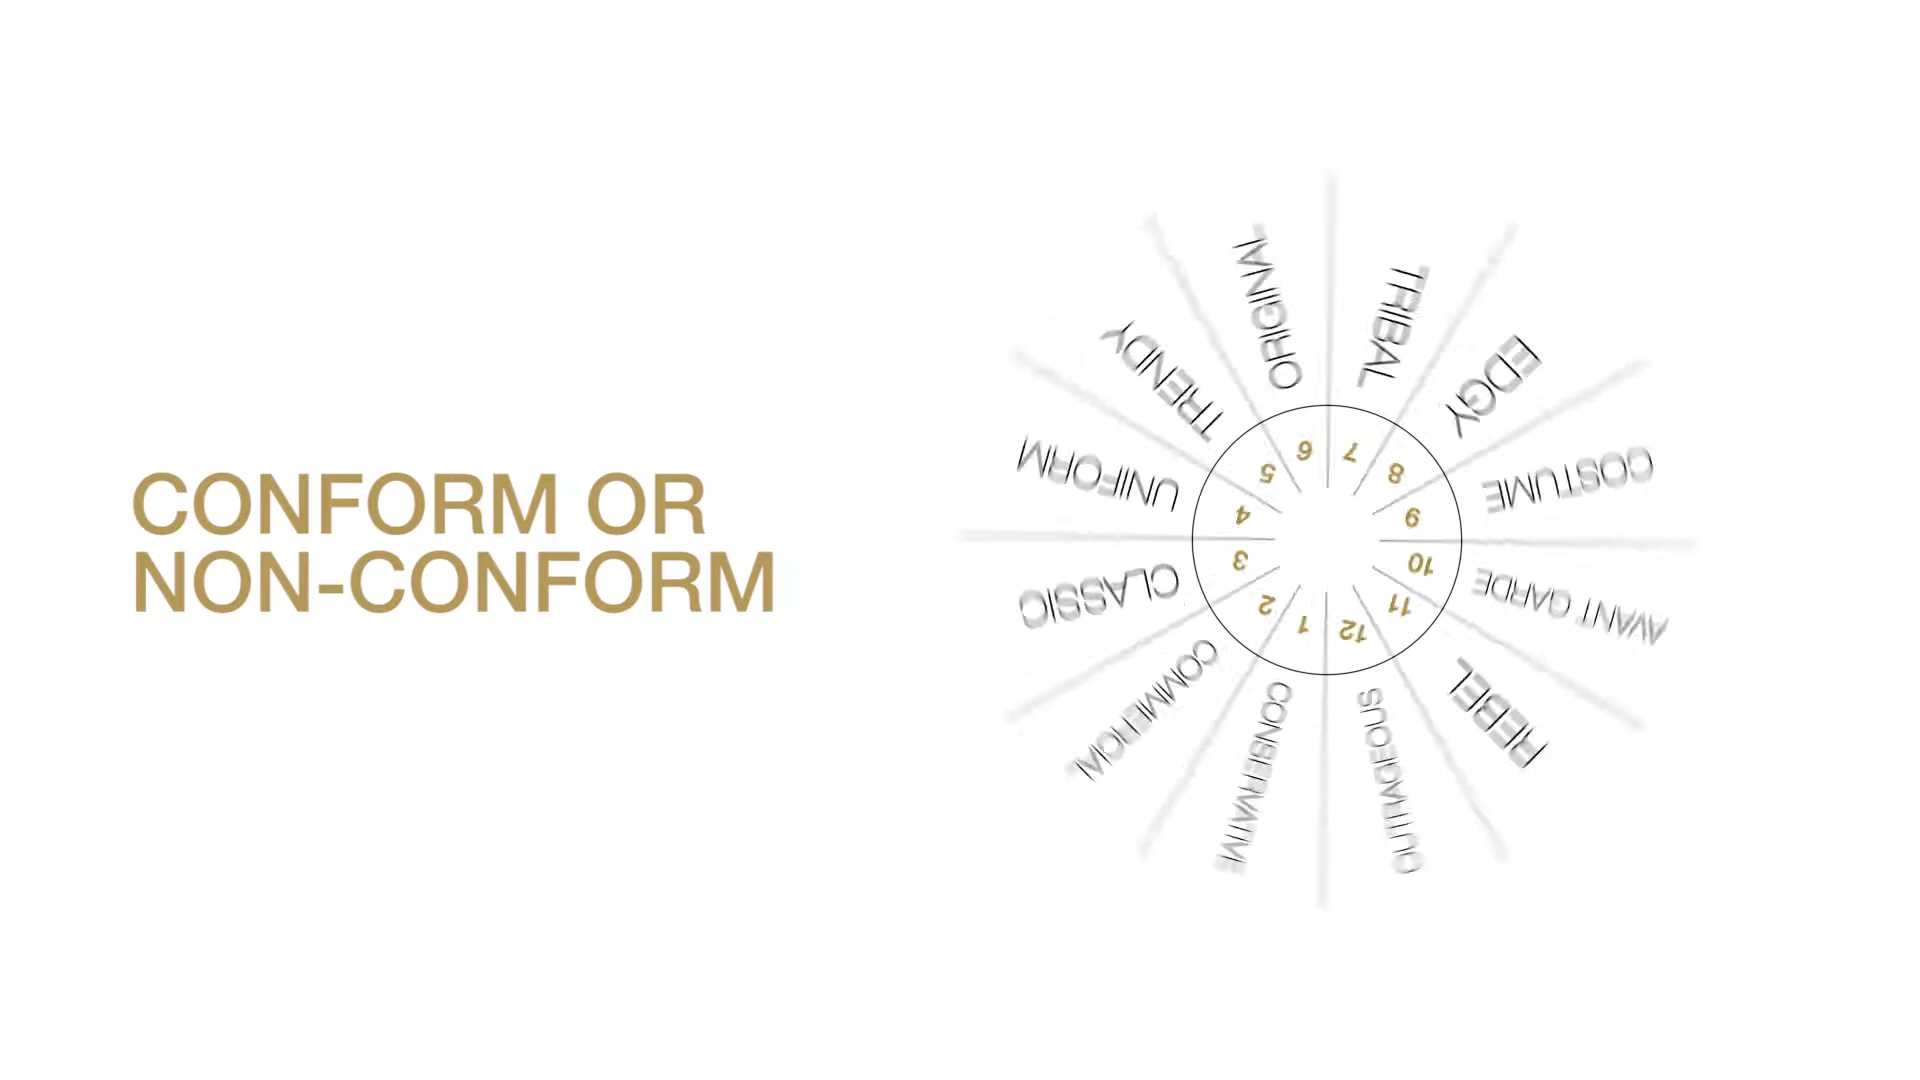 CONFORM OR
NON-CONFORM
1 CONSERVATIVE
2 COMMERCIAL
3 CLASSIC
4 UNIFORM
5 TRENDY
6 ORIGINAL
7 TRIBAL
8 EDGY
9 COSTUME
10 AVANT GARDE
11 REBEL
12 OUTRAGEOUS